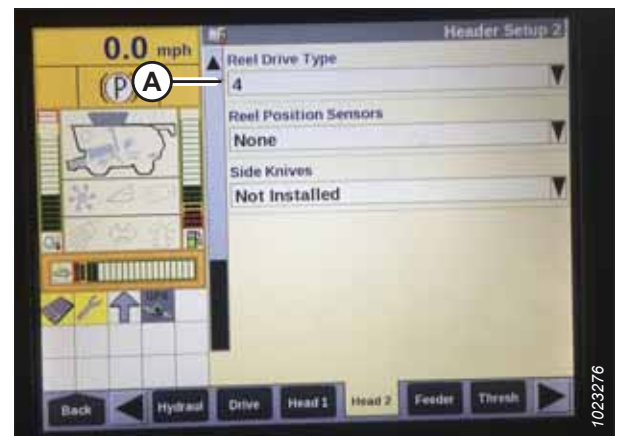 0.0 mph
Header Setup 2
Reel Drive Type
(P)
A
4
Reel Position Sensors
None
Side Knives
Not Installed
GPS
Back
Hydraul
Drive
Head 1
Head 2
Feeder
Thresh
1023276